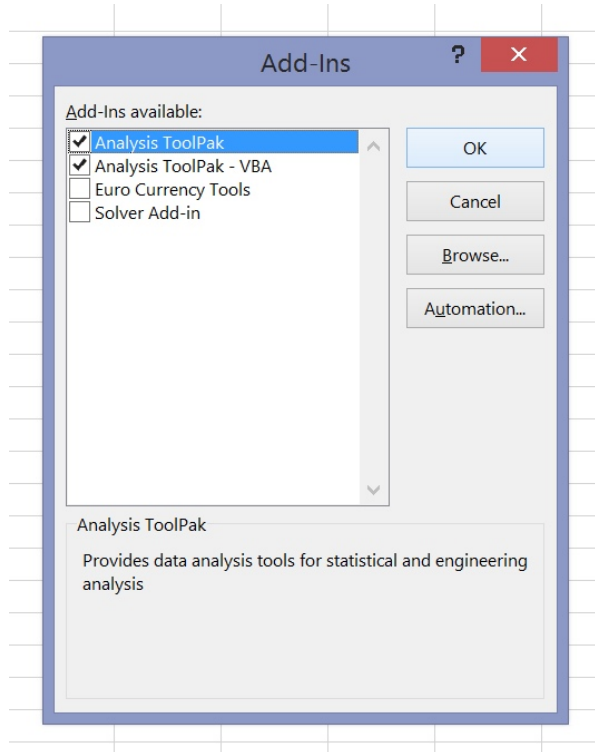 Add-Ins
?
Add-Ins available:
Analysis ToolPak
Analysis ToolPak - VBA
Euro Currency Tools
Solver Add-in
OK
Cancel
Browse...
Automation...
Analysis ToolPak
Provides data analysis tools for statistical and engineering
analysis